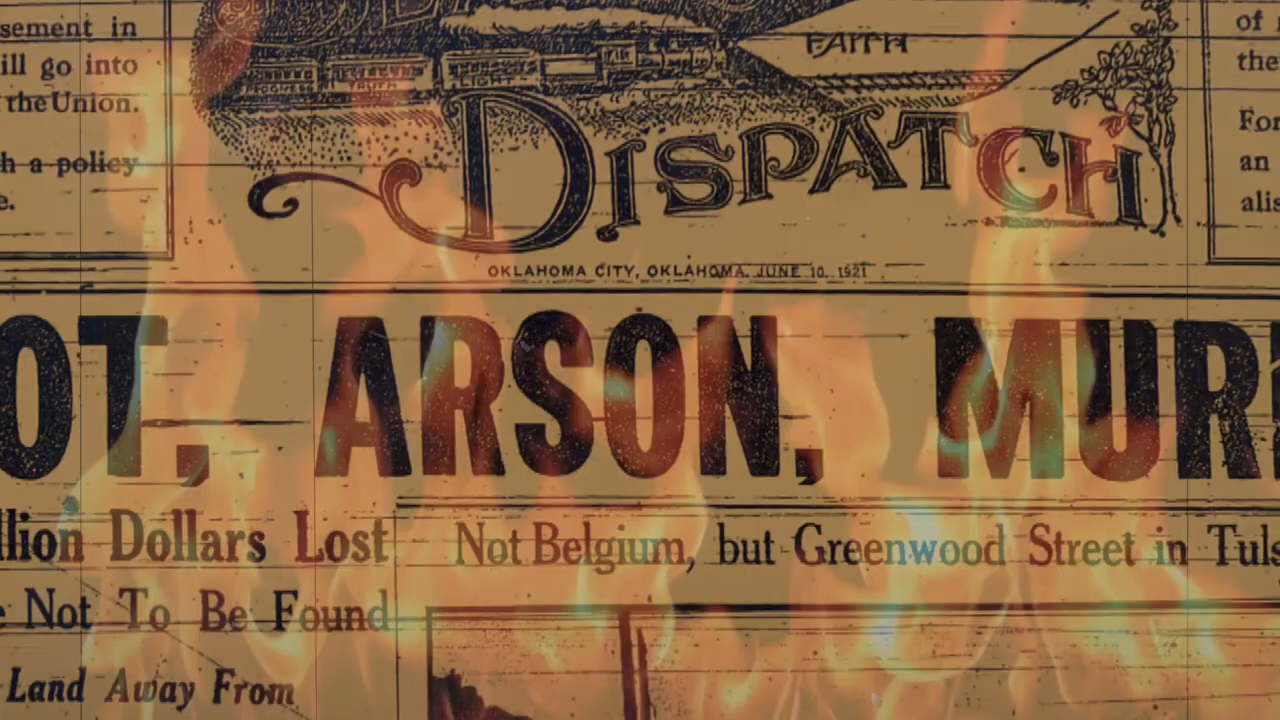 sement in
ill go into
the Union.
h a policy
e.
FAITH
TRUTH
DISPATCH
of
the
For
an
alis
OKLAHOMA CITY, OKLAHOMA, JUNE 10, 1921
OT, ARSON, MUR
llion Dollars Lost
Not To Be Found
Land Away From
Not Belgium, but Greenwood Street in Tuls